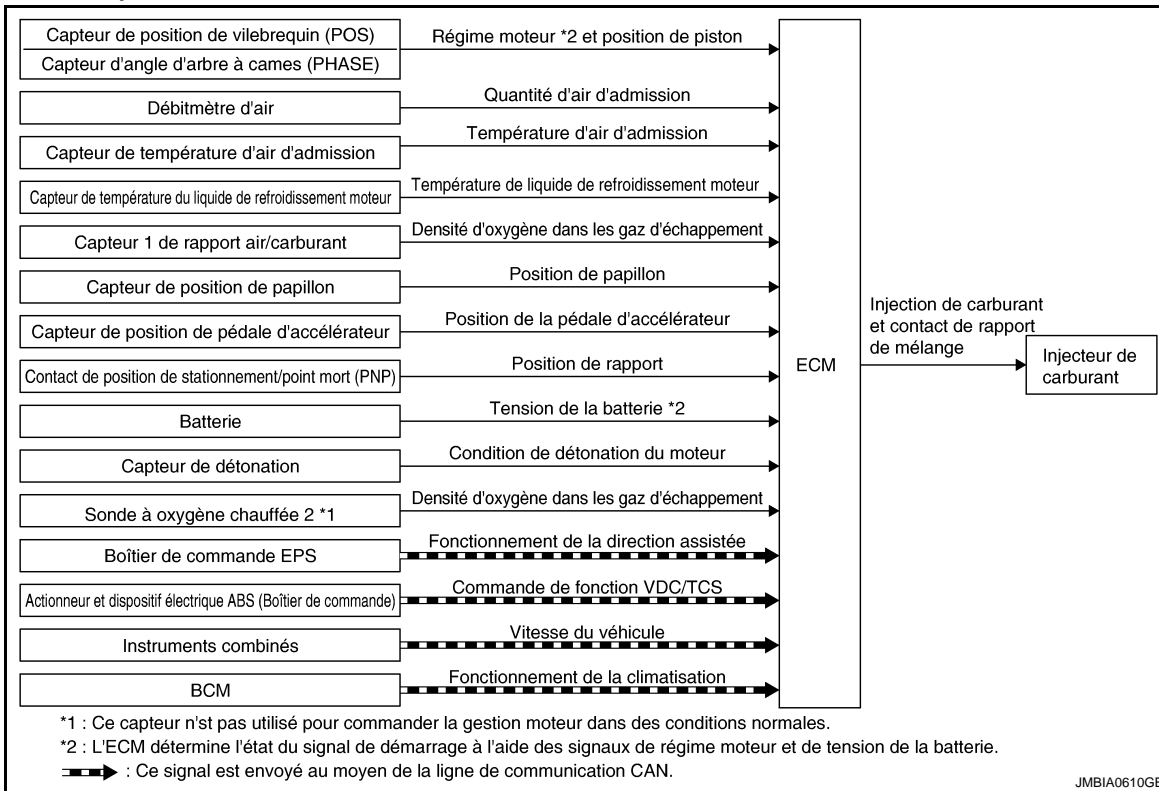 Capteur de position de vilebrequin (POS)
Régime moteur *2 et position de piston
Capteur d'angle d'arbre à cames (PHASE)
Débitmètre d'air
Quantité d'air d'admission
Capteur de température d'air d'admission
Température d'air d'admission
Capteur de température du liquide de refroidissement moteur
Température de liquide de refroidissement moteur
Capteur 1 de rapport air/carburant
Densité d'oxygène dans les gaz d'échappement
Capteur de position de papillon
Position de papillon
Capteur de position de pédale d'accélérateur
Position de la pédale d'accélérateur
Contact de position de stationnement/point mort (PNP)
Position de rapport
Batterie
Tension de la batterie *2
Capteur de détonation
Condition de détonation du moteur
Sonde à oxygène chauffée 2 *1
Densité d'oxygène dans les gaz d'échappement
Boîtier de commande EPS
Fonctionnement de la direction assistée
Actionneur et dispositif électrique ABS (Boîtier de commande)
Commande de fonction VDC/TCS
Instruments combinés
Vitesse du véhicule
BCM
Fonctionnement de la climatisation
ECM
Injection de carburant
et contact de rapport
de mélange
Injecteur de
carburant
*1 : Ce capteur n'st pas utilisé pour commander la gestion moteur dans des conditions normales.
*2 : L'ECM détermine l'état du signal de démarrage à l'aide des signaux de régime moteur et de tension de la batterie.
: Ce signal est envoyé au moyen de la ligne de communication CAN.
JMBIA0610GB